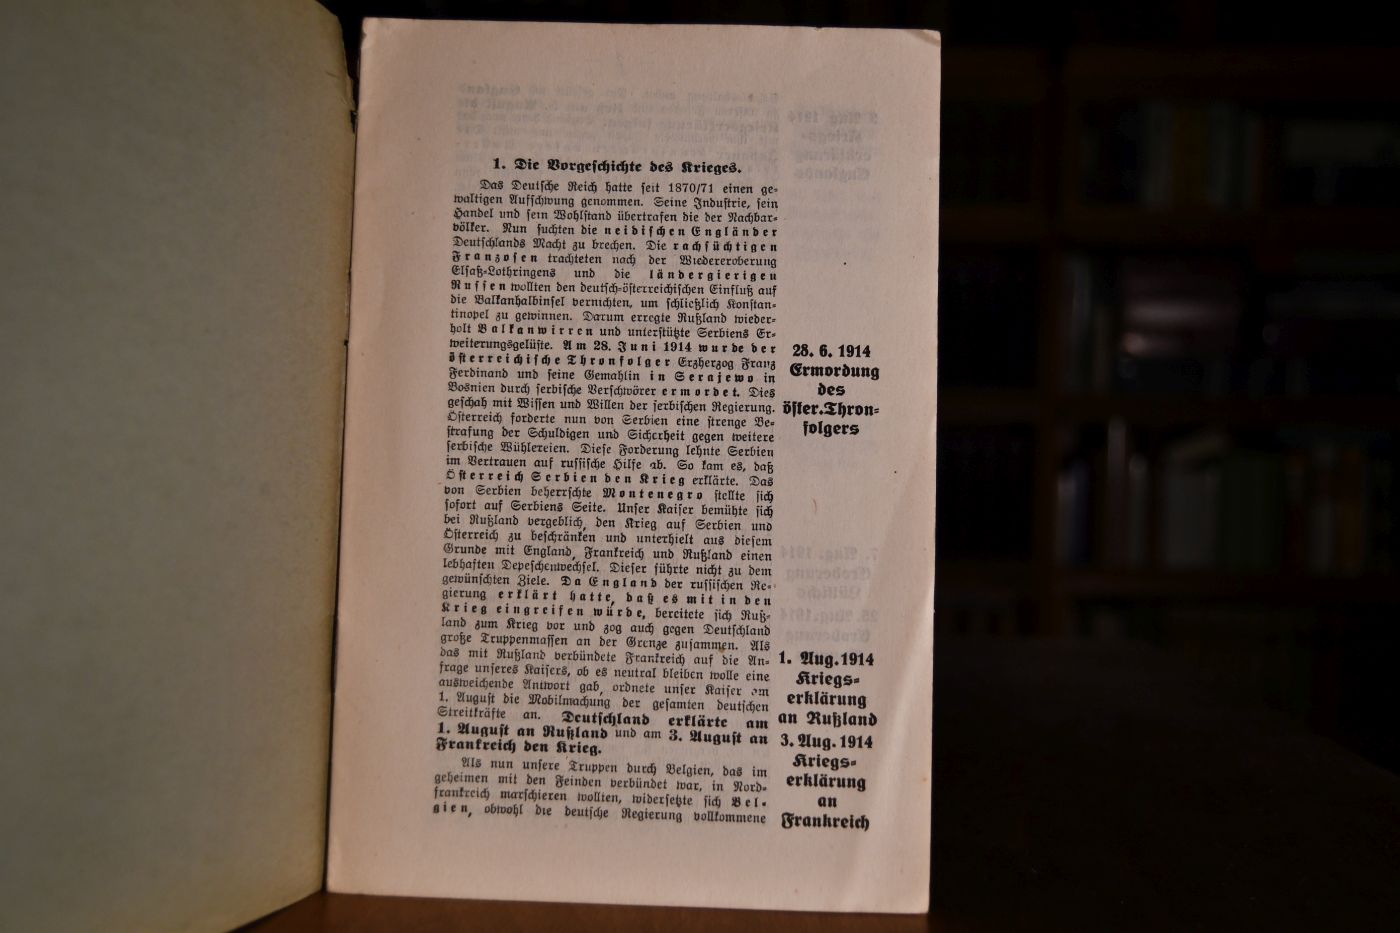 1. Die Vorgeschichte des Krieges.
Das Deutsche Reich hatte seit 1870/71 einen ge-
waltigen Aufschwung genommen. Seine Industrie, sein
Handel und sein Wohlstand übertrafen die der Nachbar-
völker. Nun suchten die neidischen Engländer
Deutschlands Macht zu brechen. Die rachsüchtigen
Franzosen trachteten nach der Wiedereroberung
Elsaß-Lothringens und die ländergierigen
Russen wollten den deutsch-österreichischen Einfluß auf
die Balkanhalbinsel vernichten, um schließlich Konstan-
tinopel zu gewinnen. Darum erregte Rußland wieder-
holt Balkanwirren und unterstützte Serbiens Er-
weiterungsgelüste. Am 28. Juni 1914 wurde der
österreichische Thronfolger Erzherzog Franz
Ferdinand und seine Gemahlin in Serajewo in
Bosnien durch serbische Verschwörer ermordet. Dies
geschah mit Wissen und Willen der serbischen Regierung.
Österreich forderte nun von Serbien eine strenge Be-
strafung der Schuldigen und Sicherheit gegen weitere
serbische Wühlereien. Diese Forderung lehnte Serbien
im Vertrauen auf russische Hilfe ab. So kam es, daß
Österreich Serbien den Krieg erklärte. Das
von Serbien beherrschte Montenegro stellte sich
sofort auf Serbiens Seite. Unser Kaiser bemühte sich
bei Rußland vergeblich, den Krieg auf Serbien und
Österreich zu beschränken und unterhielt aus diesem
Grunde mit England, Frankreich und Rußland einen
lebhaften Depeschenwechsel. Dieser führte nicht zu dem
gewünschten Ziele. Da England der russischen Re-
gierung erklärt hatte, daß es mit in den
Krieg eingreifen würde, bereitete sich Ruß-
land zum Krieg vor und zog auch gegen Deutschland
große Truppenmassen an der Grenze zusammen. Als
das mit Rußland verbündete Frankreich auf die An-
frage unseres Kaisers, ob es neutral bleiben wolle eine
ausweichende Antwort gab, ordnete unser Kaiser am
1. August die Mobilmachung der gesamten deutschen
Streitkräfte an. Deutschland erklärte am
1. August an Rußland und am 3. August an
Frankreich den Krieg.
Als nun unsere Truppen durch Belgien, das im
geheimen mit den Feinden verbündet war, in Nord-
frankreich marschieren wollten, widersetzte sich Bel-
gien, obwohl die deutsche Regierung vollkommene
28. 6. 1914
Ermordung
des
öster. Thron-
folgers
1. Aug. 1914
Kriegs-
erklärung
an Rußland
3. Aug. 1914
Kriegs-
erklärung
an
Frankreich